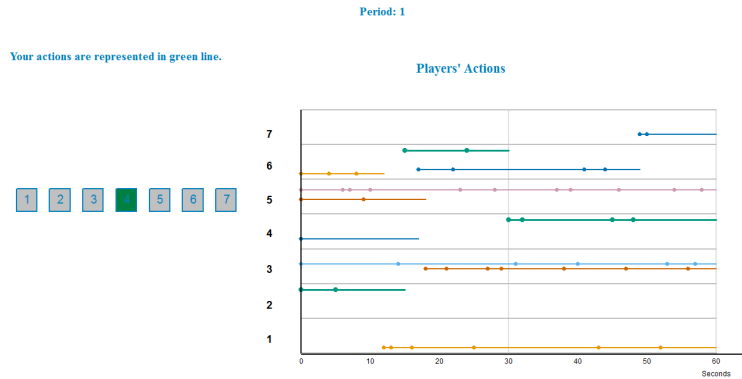 Period: 1
Your actions are represented in green line.
Players' Actions
1 2 3 4 5 6 7
7
6
5
4
3
2
1
0 10 20 30 40 50 60
Seconds